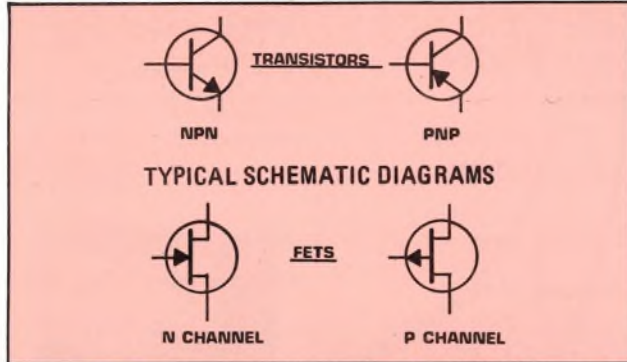 TRANSISTORS
NPN PNP
TYPICAL SCHEMATIC DIAGRAMS
FETS
N CHANNEL P CHANNEL